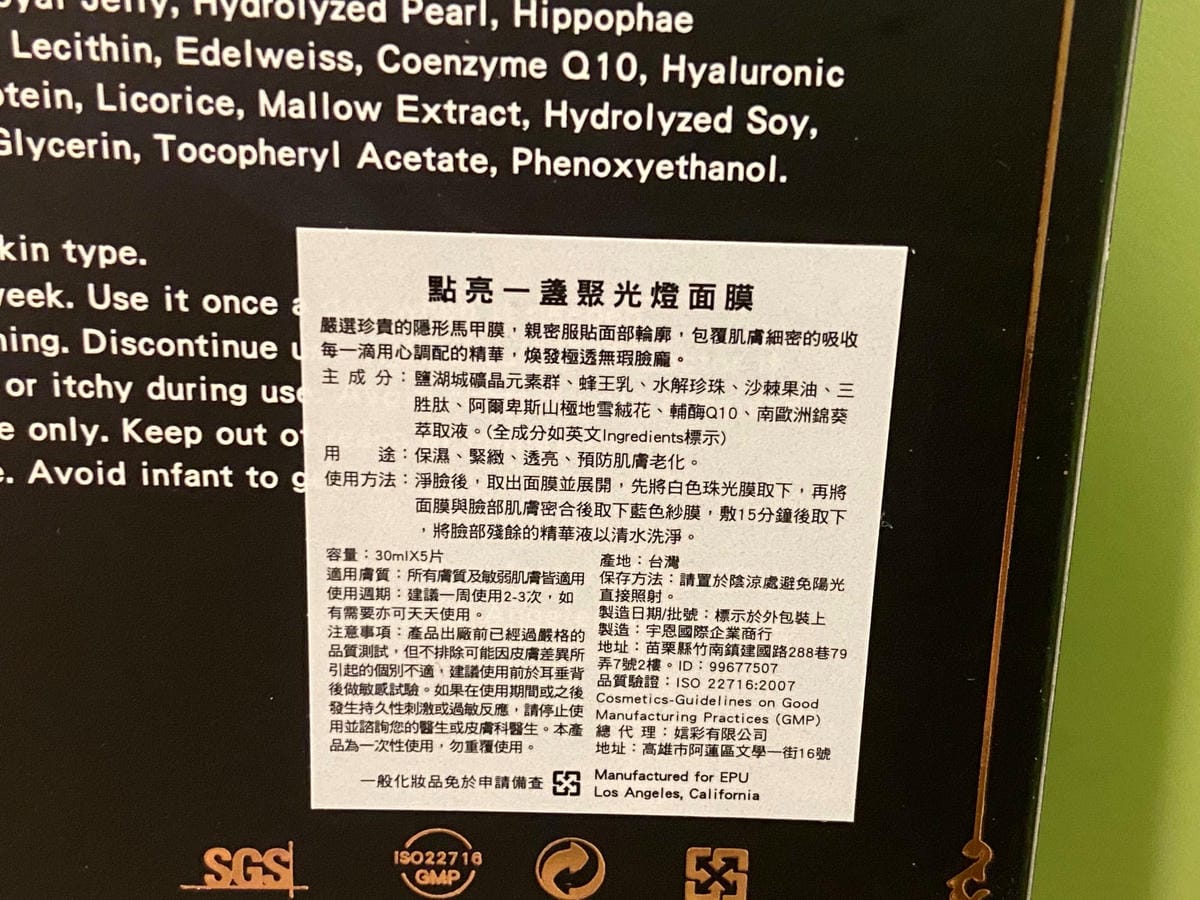 Jelly, Hydrolyzed Pearl, Hippophae
Lecithin, Edelweiss, Coenzyme Q10, Hyaluronic
Licorice, Mallow Extract, Hydrolyzed Soy,
Glycerin, Tocopheryl Acetate, Phenoxyethanol.
type.
Use it once
Discontinue
or itchy during
only. Keep out
Avoid infant to
點亮一盞聚光燈面膜
嚴選珍貴的隱形馬甲膜，親密服貼面部輪廓，包覆肌膚細密的吸收
每一滴用心調配的精華，煥發極透無瑕臉龐。
主 成 分：鹽湖城礦晶元素群、蜂王乳、水解珍珠、沙棘果油、三
胜肽、阿爾卑斯山極地雪絨花、輔酶Q10、南歐洲錦葵
萃取液。(全成分如英文Ingredients標示)
用 途：保濕、緊緻、透亮、預防肌膚老化。
使用方法：淨臉後，取出面膜並展開，先將白色珠光膜取下，再將
面膜與臉部肌膚密合後取下藍色紗膜，敷15分鐘後取下
，將臉部殘餘的精華液以清水洗淨。
容量：30mlX5片
適用膚質：所有膚質及敏弱肌膚皆適用
使用週期：建議一周使用2-3次，如
有需要亦可天天使用。
注意事項：產品出廠前已經過嚴格的
品質測試，但不排除可能因皮膚差異所
引起的個別不適，建議使用前於耳垂背
後做敏感試驗。如果在使用期間或之後
發生持久性刺激或過敏反應，請停止使
用並諮詢您的醫生或皮膚科醫生。本產
品為一次性使用，勿重覆使用。
產地：台灣
保存方法：請置於陰涼處避免陽光
直接照射。
製造日期/批號：標示於外包裝上
製造：宇恩國際企業商行
地址：苗栗縣竹南鎮建國路288巷79
弄7號2樓。ID：99677507
品質驗證：ISO 22716:2007
Cosmetics-Guidelines on Good
Manufacturing Practices (GMP)
總 代 理：嬉彩有限公司
地址：高雄市阿蓮區文學一街16號
一般化妝品免於申請備查
Manufactured for EPU
Los Angeles, California
SGS
ISO22716
GMP